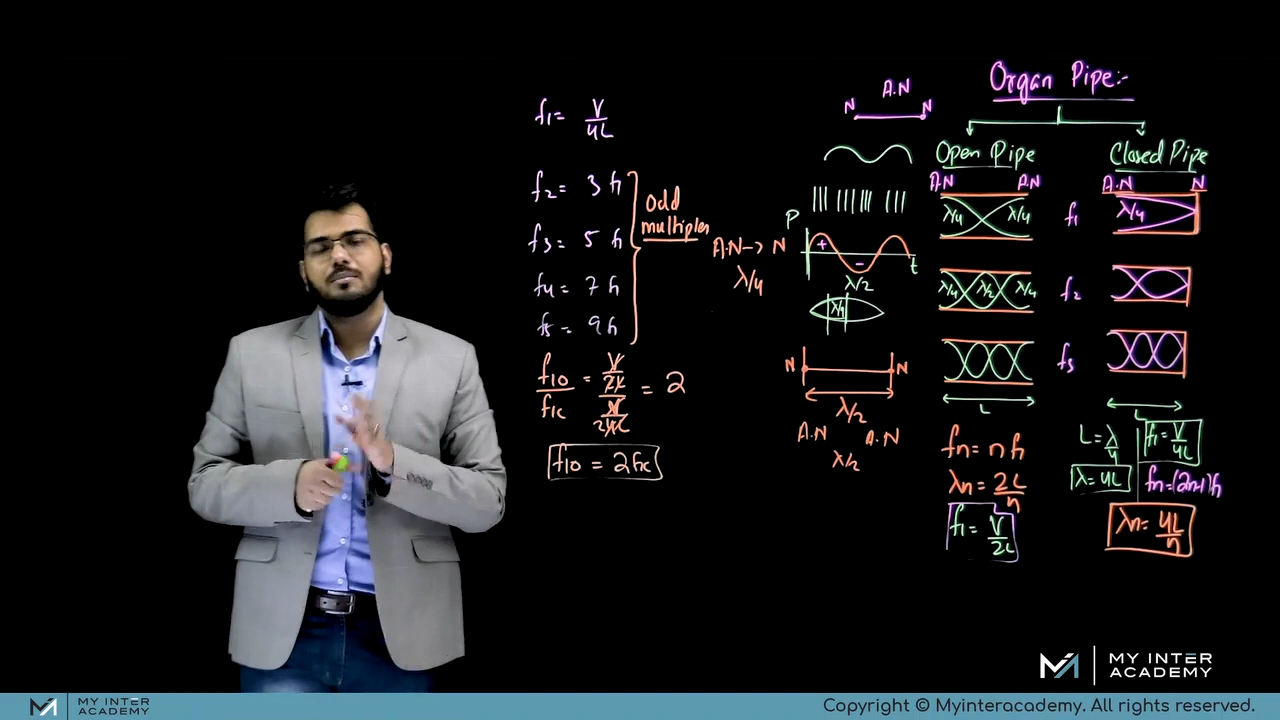 Organ Pipe:-
Open Pipe
Closed Pipe
A.N
N N
A.N A.N
A.N N
λ/4 λ/4
f1
λ/4
λ/4 λ/2 λ/4
f2
f3
L
L
fn = n f1
λn = 2L/n
f1 = V/2L
L = λ/4
λ = 4L
f1 = V/4L
fn = (2n-1) f1
λn = 4L/n
P
+
-
t
λ/2
λ/4
A.N -> N
λ/4
N N
λ/2
A.N A.N
λ/2
f1 = V/4L
f2 = 3 f1
f3 = 5 f1
f4 = 7 f1
f5 = 9 f1
Odd
multiples
f10/f1c = V/2L / V/4L = 2
f10 = 2f1c
MY INTER
ACADEMY
MY INTER
ACADEMY
Copyright © Myinteracademy. All rights reserved.